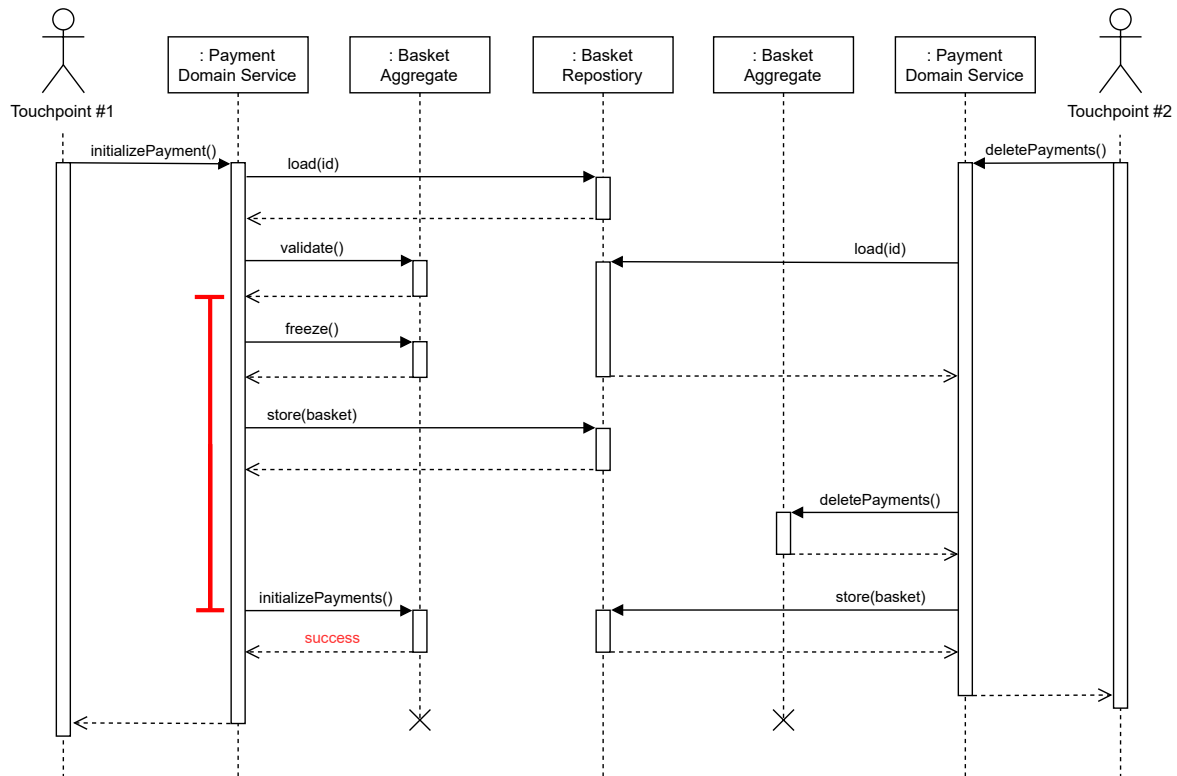 : Payment
Domain Service
: Basket
Aggregate
: Basket
Repostiory
: Basket
Aggregate
: Payment
Domain Service
Touchpoint #1
Touchpoint #2
initializePayment()
deletePayments()
load(id)
validate()
load(id)
freeze()
store(basket)
deletePayments()
initializePayments()
store(basket)
success